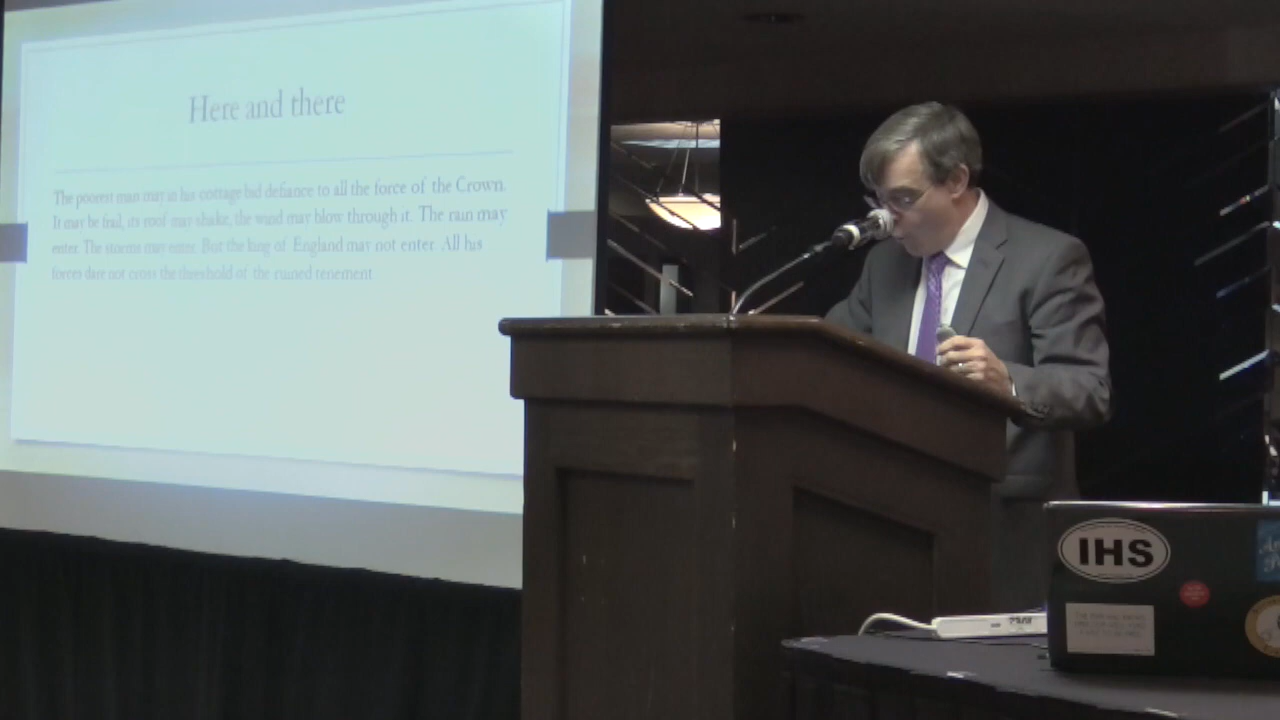 Here and there
The poorest man may in his cottage bid defiance to all the force of the Crown.
It may be frail, its roof may shake, the wind may blow through it. The rain may
enter. The storms may enter. But the king of England may not enter. All his
forces dare not cross the threshold of the ruined tenement
IHS